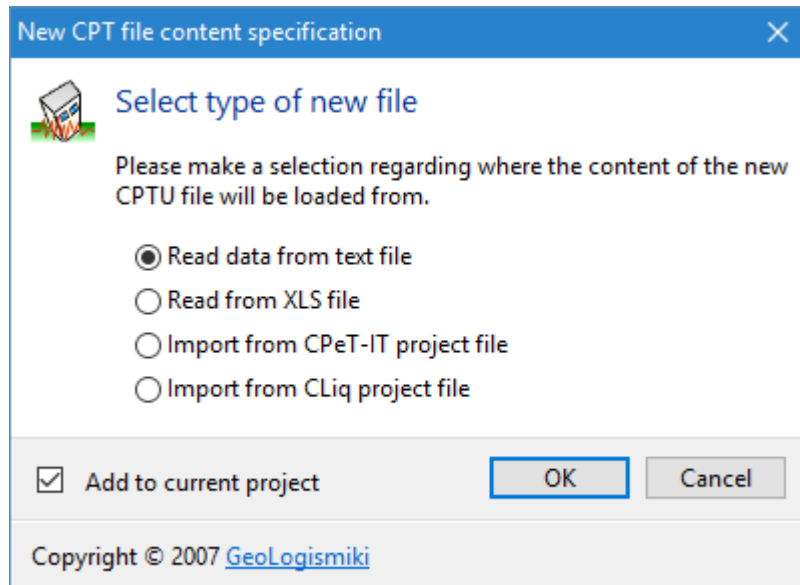 New CPT file content specification
Select type of new file
Please make a selection regarding where the content of the new
CPTU file will be loaded from.
Read data from text file
Read from XLS file
Import from CPeT-IT project file
Import from CLiq project file
Add to current project
OK
Cancel
Copyright © 2007 GeoLogismiki